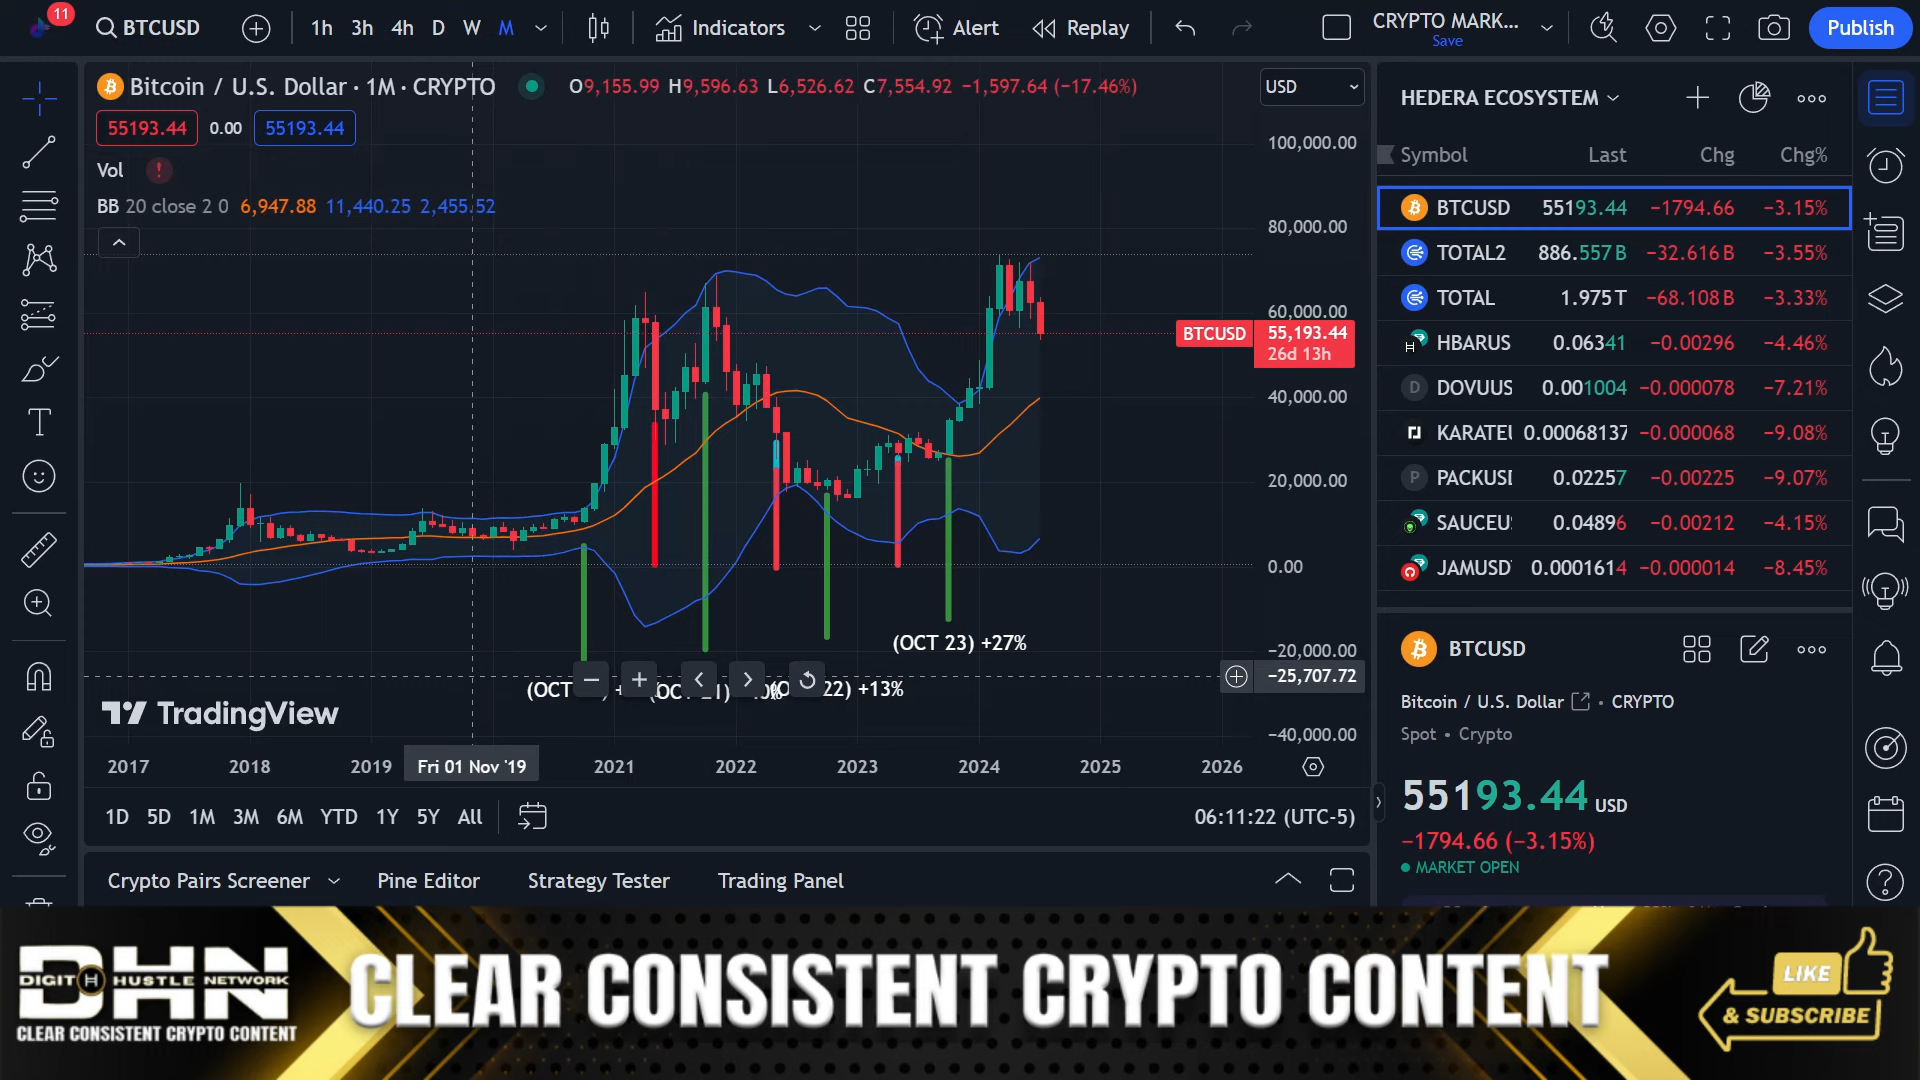 11
BTCUSD
1h 3h 4h D W M
Indicators
Alert
Replay
CRYPTO MARK...
Save
Publish
Bitcoin / U.S. Dollar · 1M · CRYPTO
O9,155.99 H9,596.63 L6,526.62 C7,554.92 −1,597.64 (−17.46%)
USD
55193.44 0.00 55193.44
Vol !
BB 20 close 2 0 6,947.88 11,440.25 2,455.52
100,000.00
80,000.00
60,000.00
BTCUSD 55,193.44
26d 13h
40,000.00
20,000.00
0.00
−20,000.00
−25,707.72
−40,000.00
(OCT 23) +27%
22) +13%
TradingView
2017 2018 2019 Fri 01 Nov '19 2021 2022 2023 2024 2025 2026
1D 5D 1M 3M 6M YTD 1Y 5Y All
06:11:22 (UTC-5)
Crypto Pairs Screener Pine Editor Strategy Tester Trading Panel
HEDERA ECOSYSTEM
Symbol Last Chg Chg%
BTCUSD 55193.44 −1794.66 −3.15%
TOTAL2 886.557 B −32.616 B −3.55%
TOTAL 1.975 T −68.108 B −3.33%
HBARUS 0.06341 −0.00296 −4.46%
D DOVUUS 0.001004 −0.000078 −7.21%
KARATEU 0.00068137 −0.000068 −9.08%
P PACKUSI 0.02257 −0.00225 −9.07%
SAUCEU 0.04896 −0.00212 −4.15%
JAMUSD 0.0001614 −0.000014 −8.45%
BTCUSD
Bitcoin / U.S. Dollar • CRYPTO
Spot • Crypto
55193.44 USD
−1794.66 (−3.15%)
MARKET OPEN
DHN
DIGIT H HUSTLE NETWORK
CLEAR CONSISTENT CRYPTO CONTENT
CLEAR CONSISTENT CRYPTO CONTENT
LIKE
& SUBSCRIBE